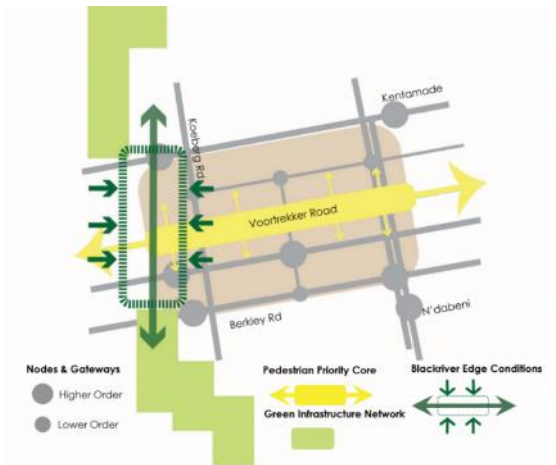 Kentamade
Koeberg Rd
Voortrekker Road
N'dabeni
Berkley Rd
Nodes & Gateways
Higher Order
Lower Order
Pedestrian Priority Core
Green Infrastructure Network
Blackriver Edge Conditions